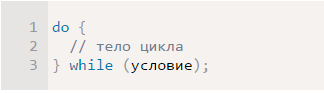 1 do {
2   // тело цикла
3 } while (условие);